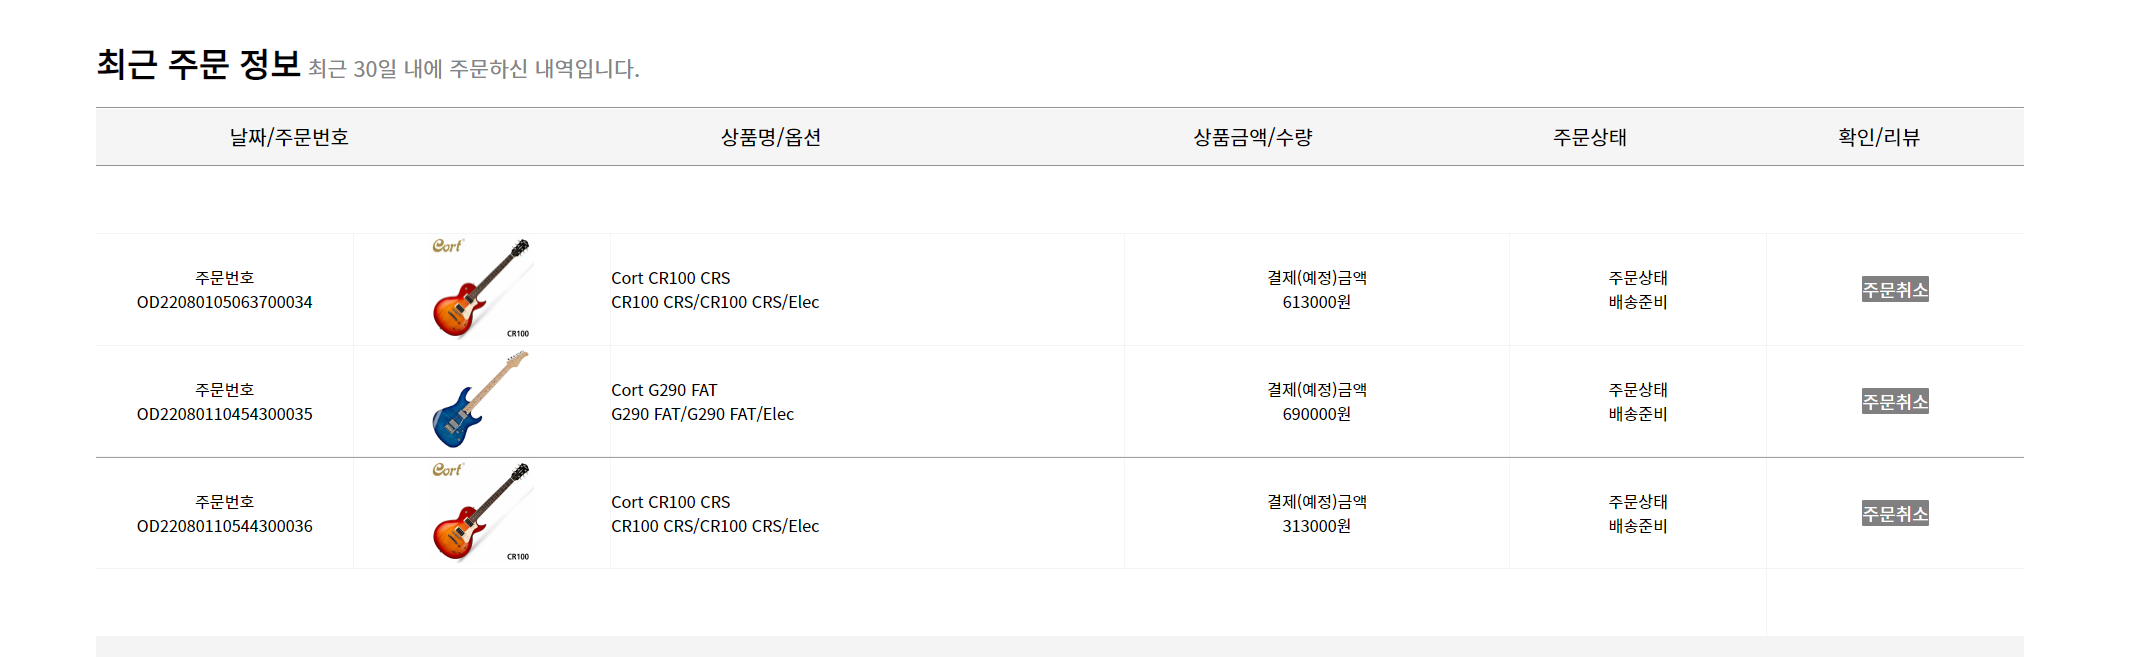 최근 주문 정보 최근 30일 내에 주문하신 내역입니다.
날짜/주문번호 상품명/옵션 상품금액/수량 주문상태 확인/리뷰
주문번호
OD22080105063700034
Cort
CR100
Cort CR100 CRS
CR100 CRS/CR100 CRS/Elec
결제(예정)금액
613000원
주문상태
배송준비
주문취소
주문번호
OD22080110454300035
Cort G290 FAT
G290 FAT/G290 FAT/Elec
결제(예정)금액
690000원
주문상태
배송준비
주문취소
주문번호
OD22080110544300036
Cort
CR100
Cort CR100 CRS
CR100 CRS/CR100 CRS/Elec
결제(예정)금액
313000원
주문상태
배송준비
주문취소